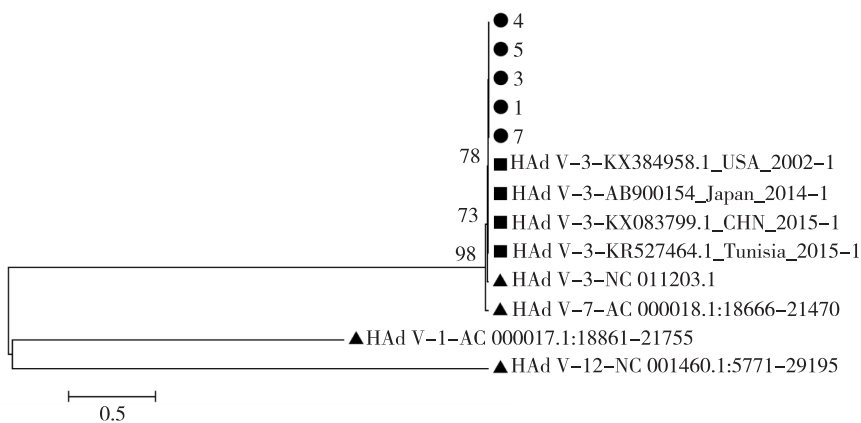 4
5
3
1
7
78
HAd V-3-KX384958.1_USA_2002-1
HAd V-3-AB900154_Japan_2014-1
73
HAd V-3-KX083799.1_CHN_2015-1
98
HAd V-3-KR527464.1_Tunisia_2015-1
HAd V-3-NC 011203.1
HAd V-7-AC 000018.1:18666-21470
HAd V-1-AC 000017.1:18861-21755
HAd V-12-NC 001460.1:5771-29195
0.5